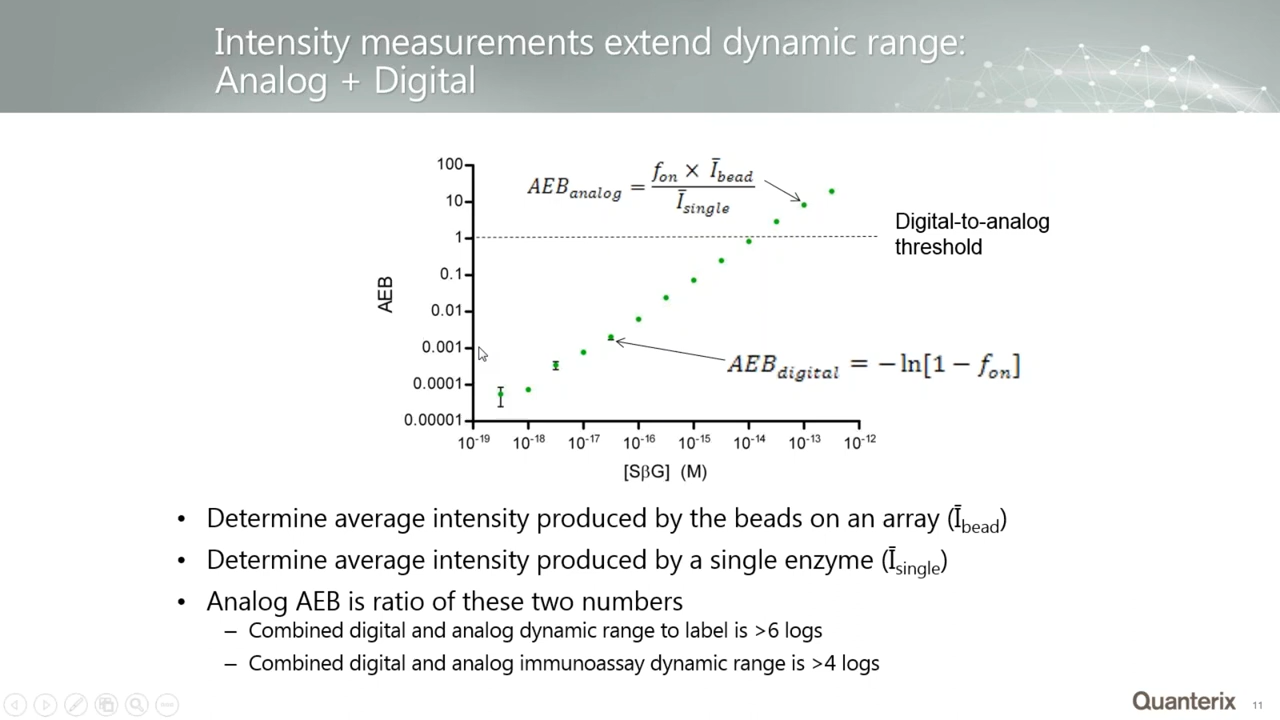 Intensity measurements extend dynamic range:
Analog + Digital
100
10
1
0.1
0.01
0.001
0.0001
0.00001
AEB
AEB_analog = (f_on × Ī_bead) / Ī_single
Digital-to-analog
threshold
AEB_digital = −ln[1 − f_on]
10^-19 10^-18 10^-17 10^-16 10^-15 10^-14 10^-13 10^-12
[SβG] (M)
• Determine average intensity produced by the beads on an array (Ī_bead)
• Determine average intensity produced by a single enzyme (Ī_single)
• Analog AEB is ratio of these two numbers
– Combined digital and analog dynamic range to label is >6 logs
– Combined digital and analog immunoassay dynamic range is >4 logs
Quanterix 11